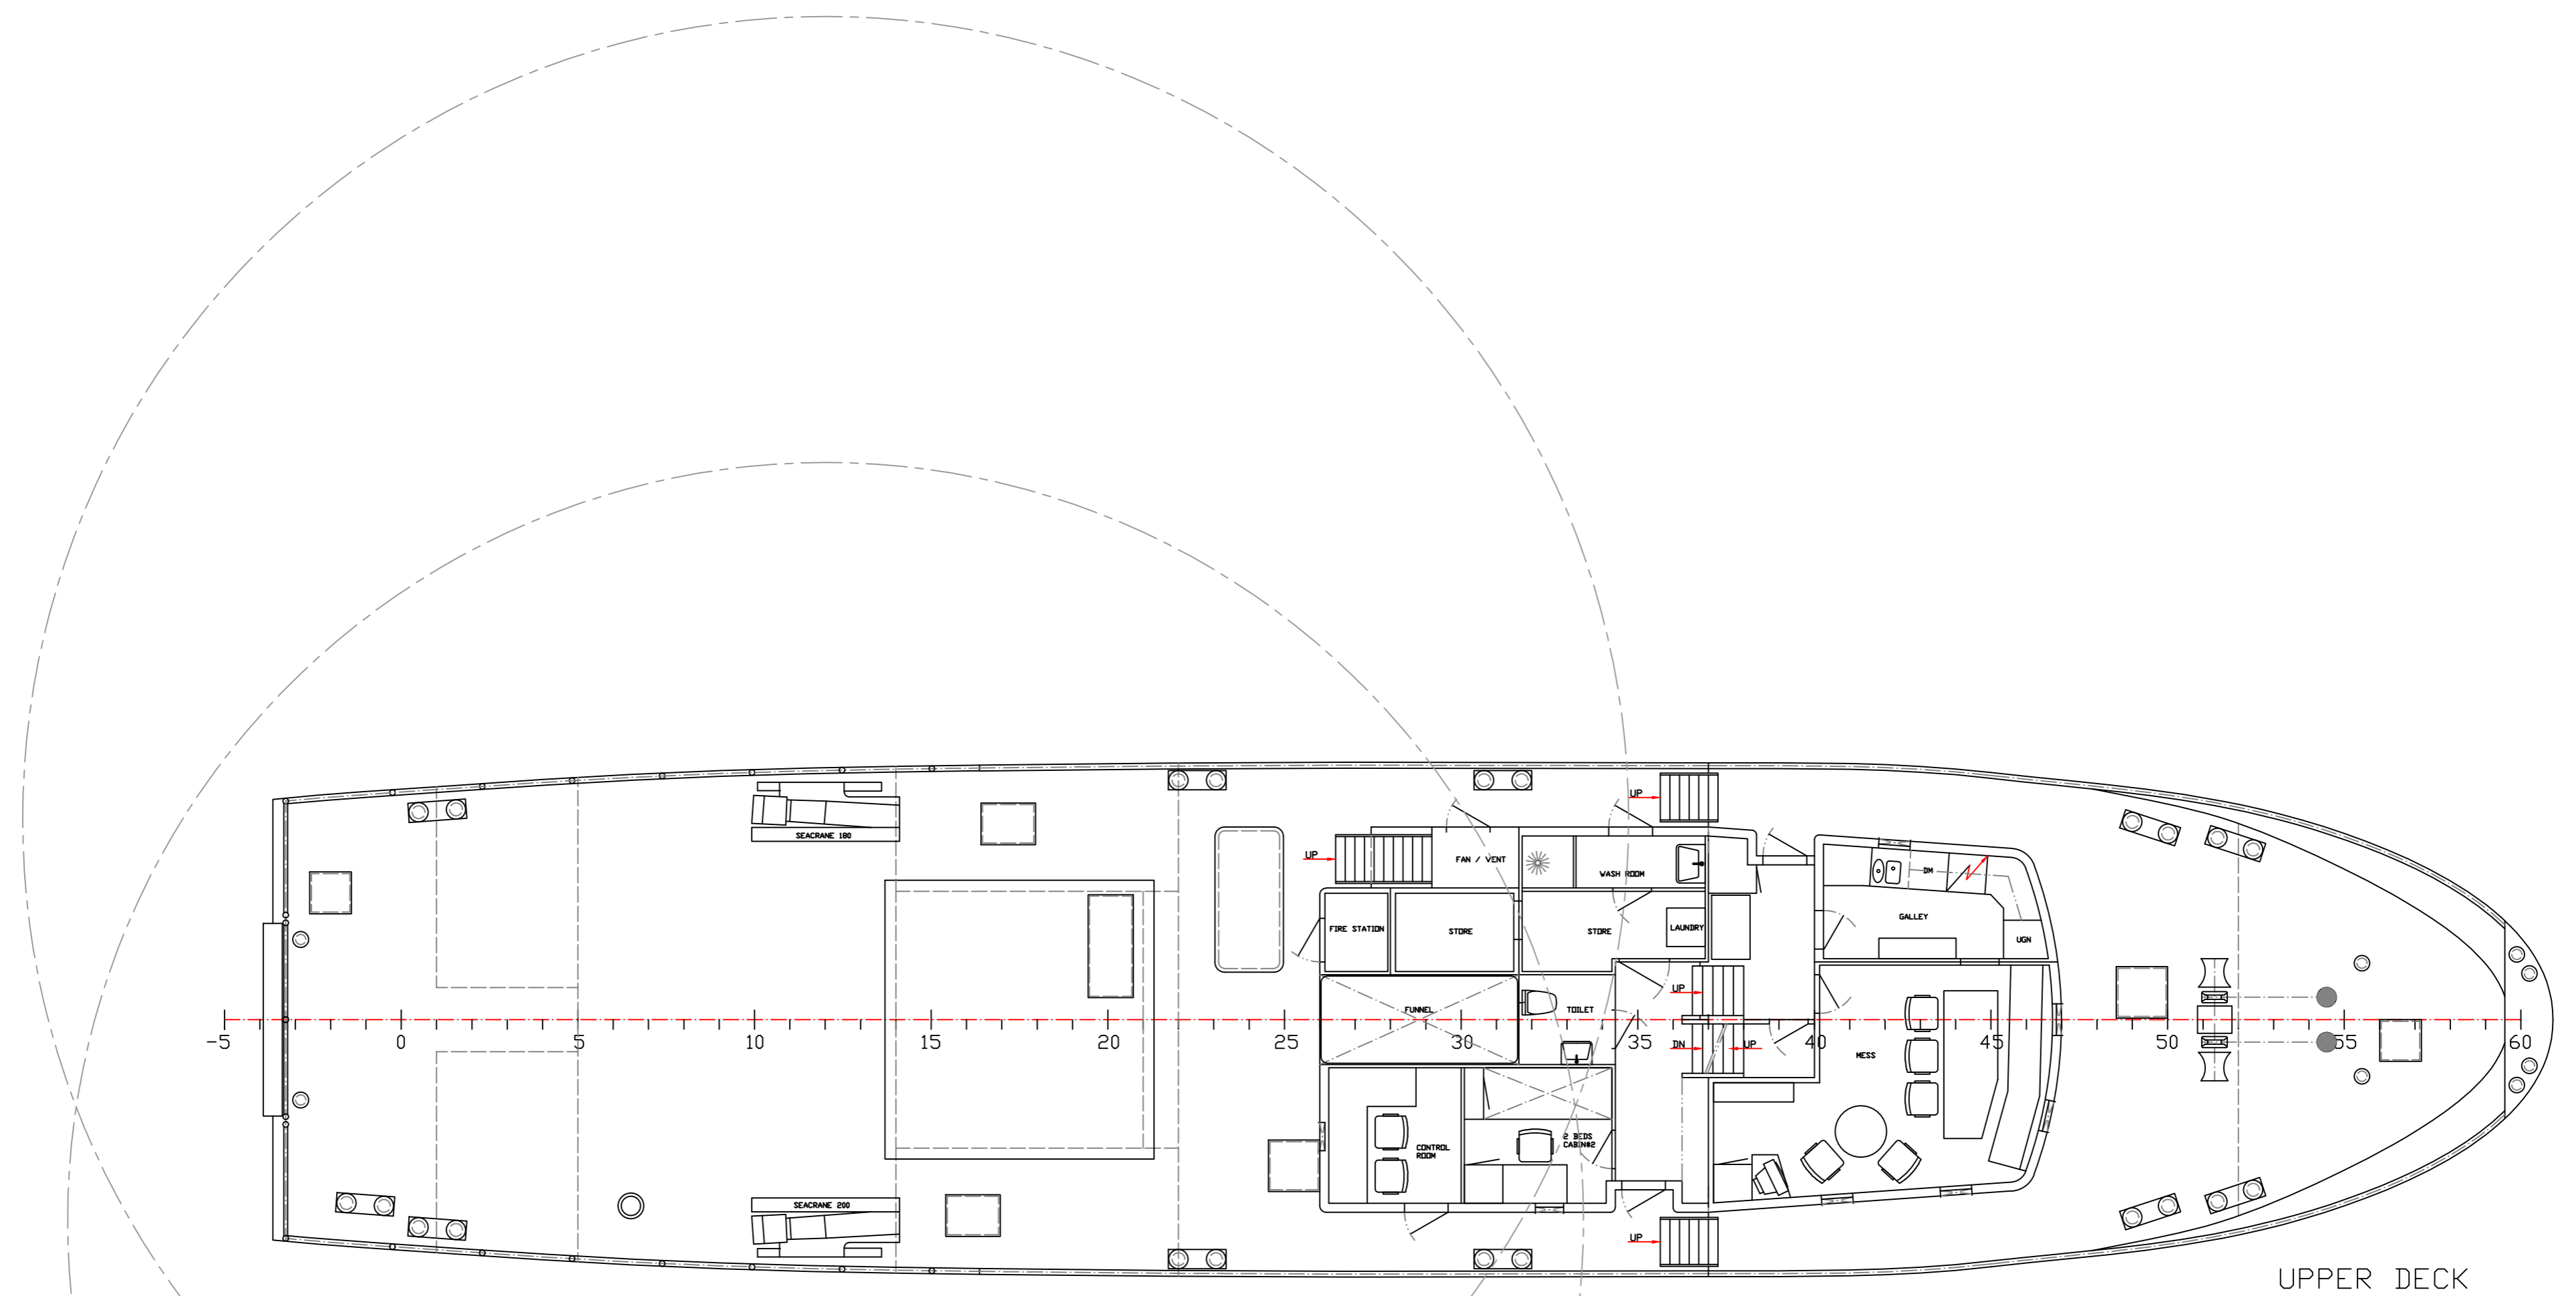 UP
SEACRANE 180
UP
FAN / VENT
WASH ROOM
DM
GALLEY
FIRE STATION
STORE
STORE
LAUNDRY
UGN
UP
FUNNEL
TOILET
-5 0 5 10 15 20 25 30 35 40 45 50 55 60
DN
UP
MESS
2 BEDS
CABIN#2
CONTROL
ROOM
SEACRANE 200
UP
UPPER DECK